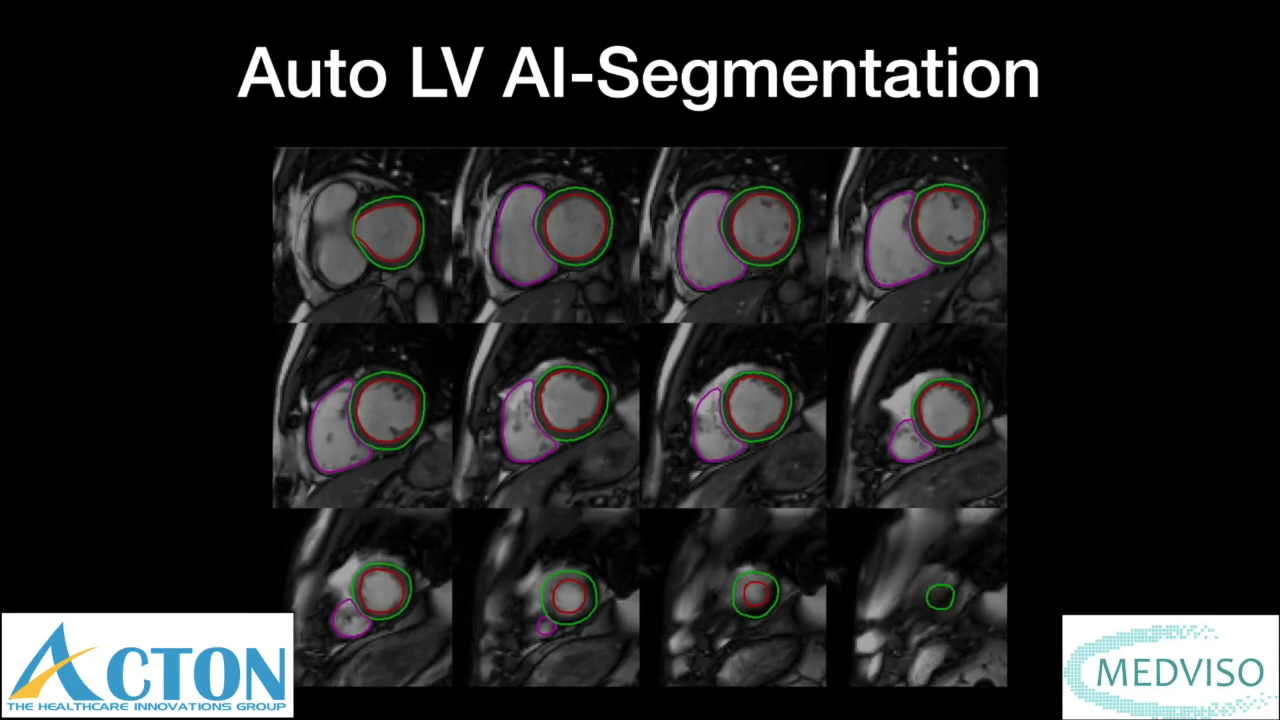 Auto LV AI-Segmentation
ACTON
THE HEALTHCARE INNOVATIONS GROUP
MEDVISO